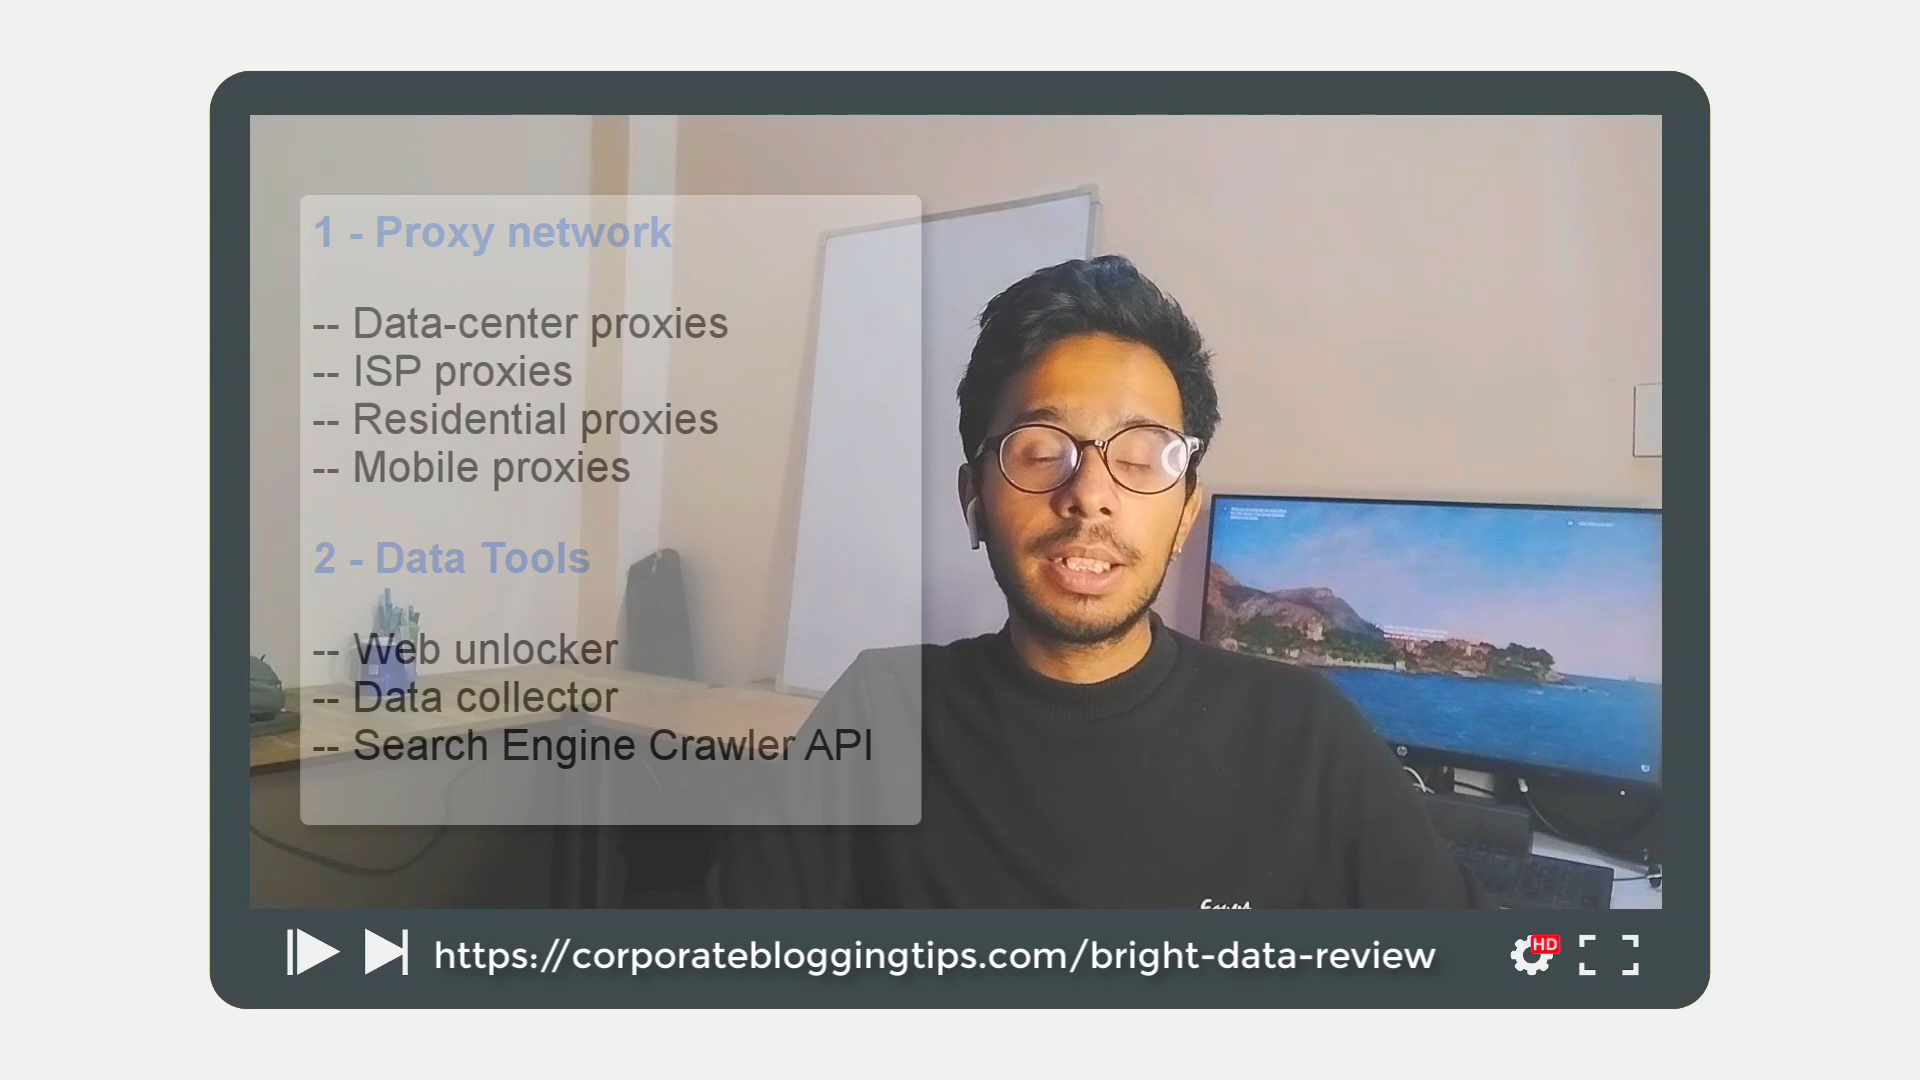 1 - Proxy network
-- Data-center proxies
-- ISP proxies
-- Residential proxies
-- Mobile proxies
2 - Data Tools
-- Web unlocker
-- Data collector
-- Search Engine Crawler API
https://corporatebloggingtips.com/bright-data-review
HD